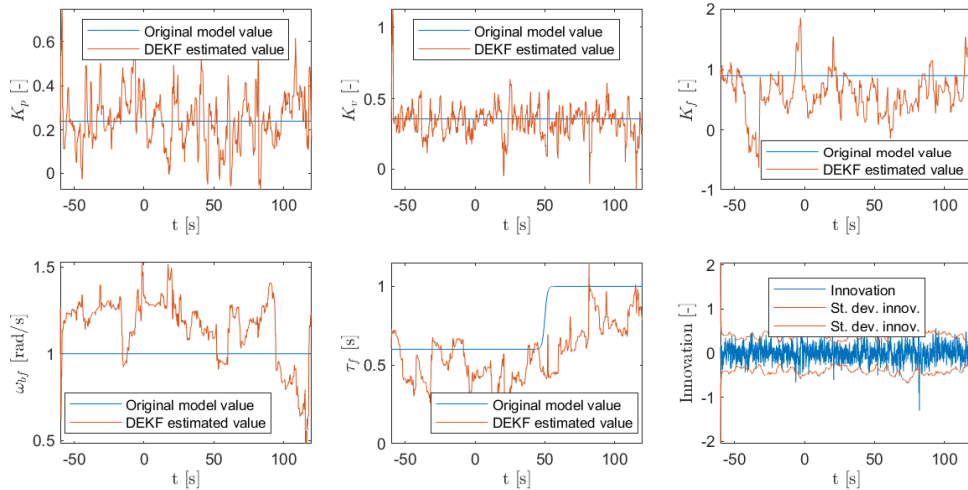 0.6
0.4
0.2
0
K_p [-]
Original model value
DEKF estimated value
-50 0 50 100
t [s]
1
0.5
0
K_v [-]
Original model value
DEKF estimated value
-50 0 50 100
t [s]
2
1
0
-1
K_f [-]
Original model value
DEKF estimated value
-50 0 50 100
t [s]
1.5
1
0.5
ω_bf [rad/s]
Original model value
DEKF estimated value
-50 0 50 100
t [s]
1
0.5
0
τ_f [s]
Original model value
DEKF estimated value
-50 0 50 100
t [s]
2
1
0
-1
-2
Innovation [-]
Innovation
St. dev. innov.
St. dev. innov.
-50 0 50 100
t [s]